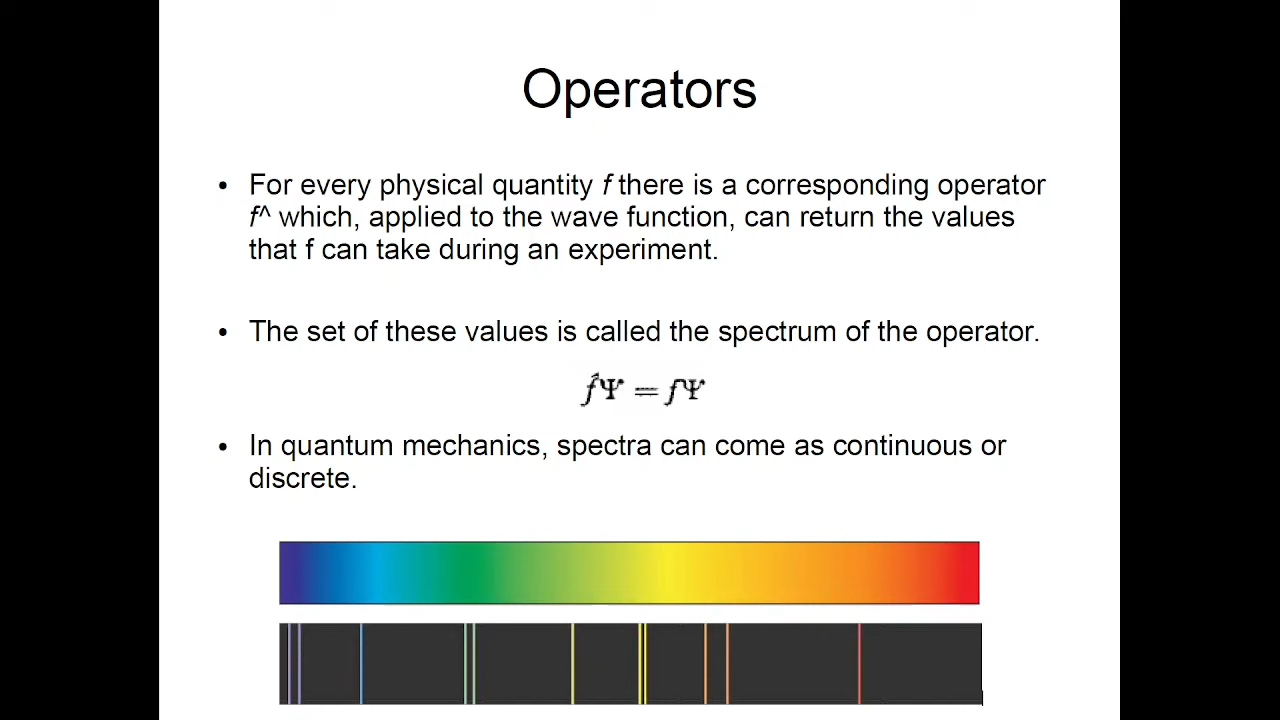 Operators
• For every physical quantity f there is a corresponding operator
f^ which, applied to the wave function, can return the values
that f can take during an experiment.
• The set of these values is called the spectrum of the operator.
f̂Ψ = fΨ
• In quantum mechanics, spectra can come as continuous or
discrete.